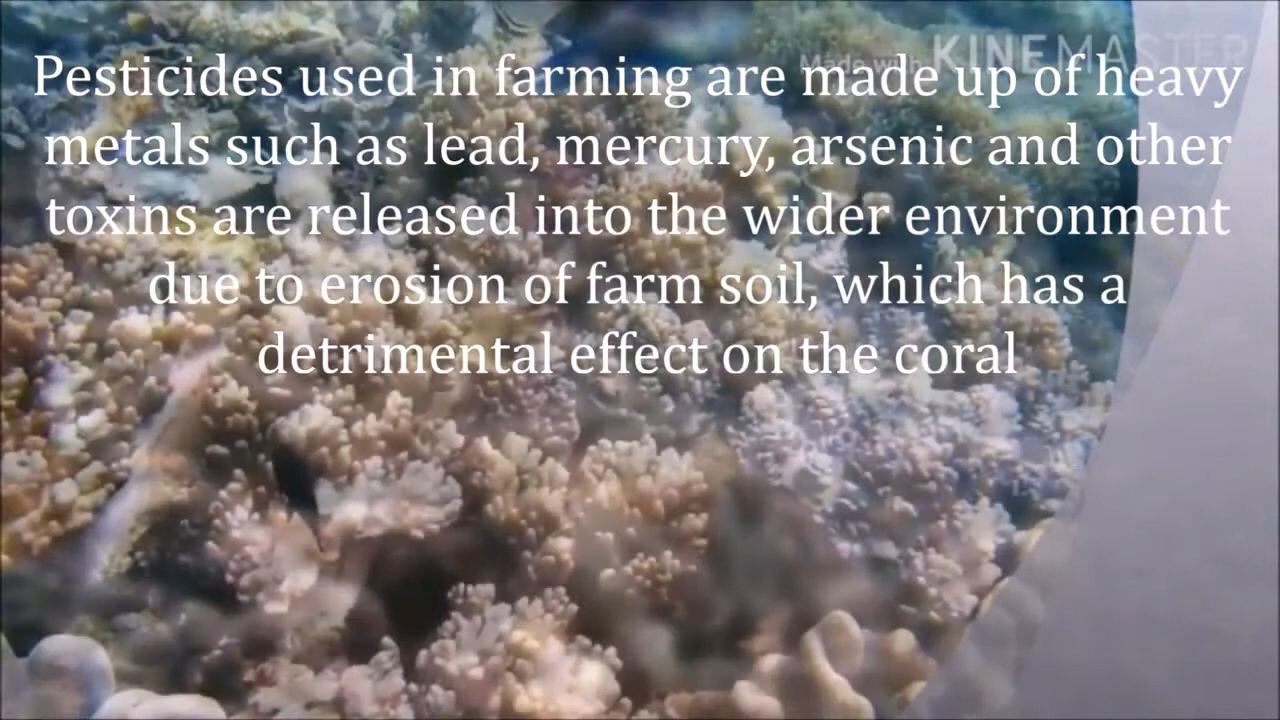 Made with KINEMASTER
Pesticides used in farming are made up of heavy
metals such as lead, mercury, arsenic and other
toxins are released into the wider environment
due to erosion of farm soil, which has a
detrimental effect on the coral